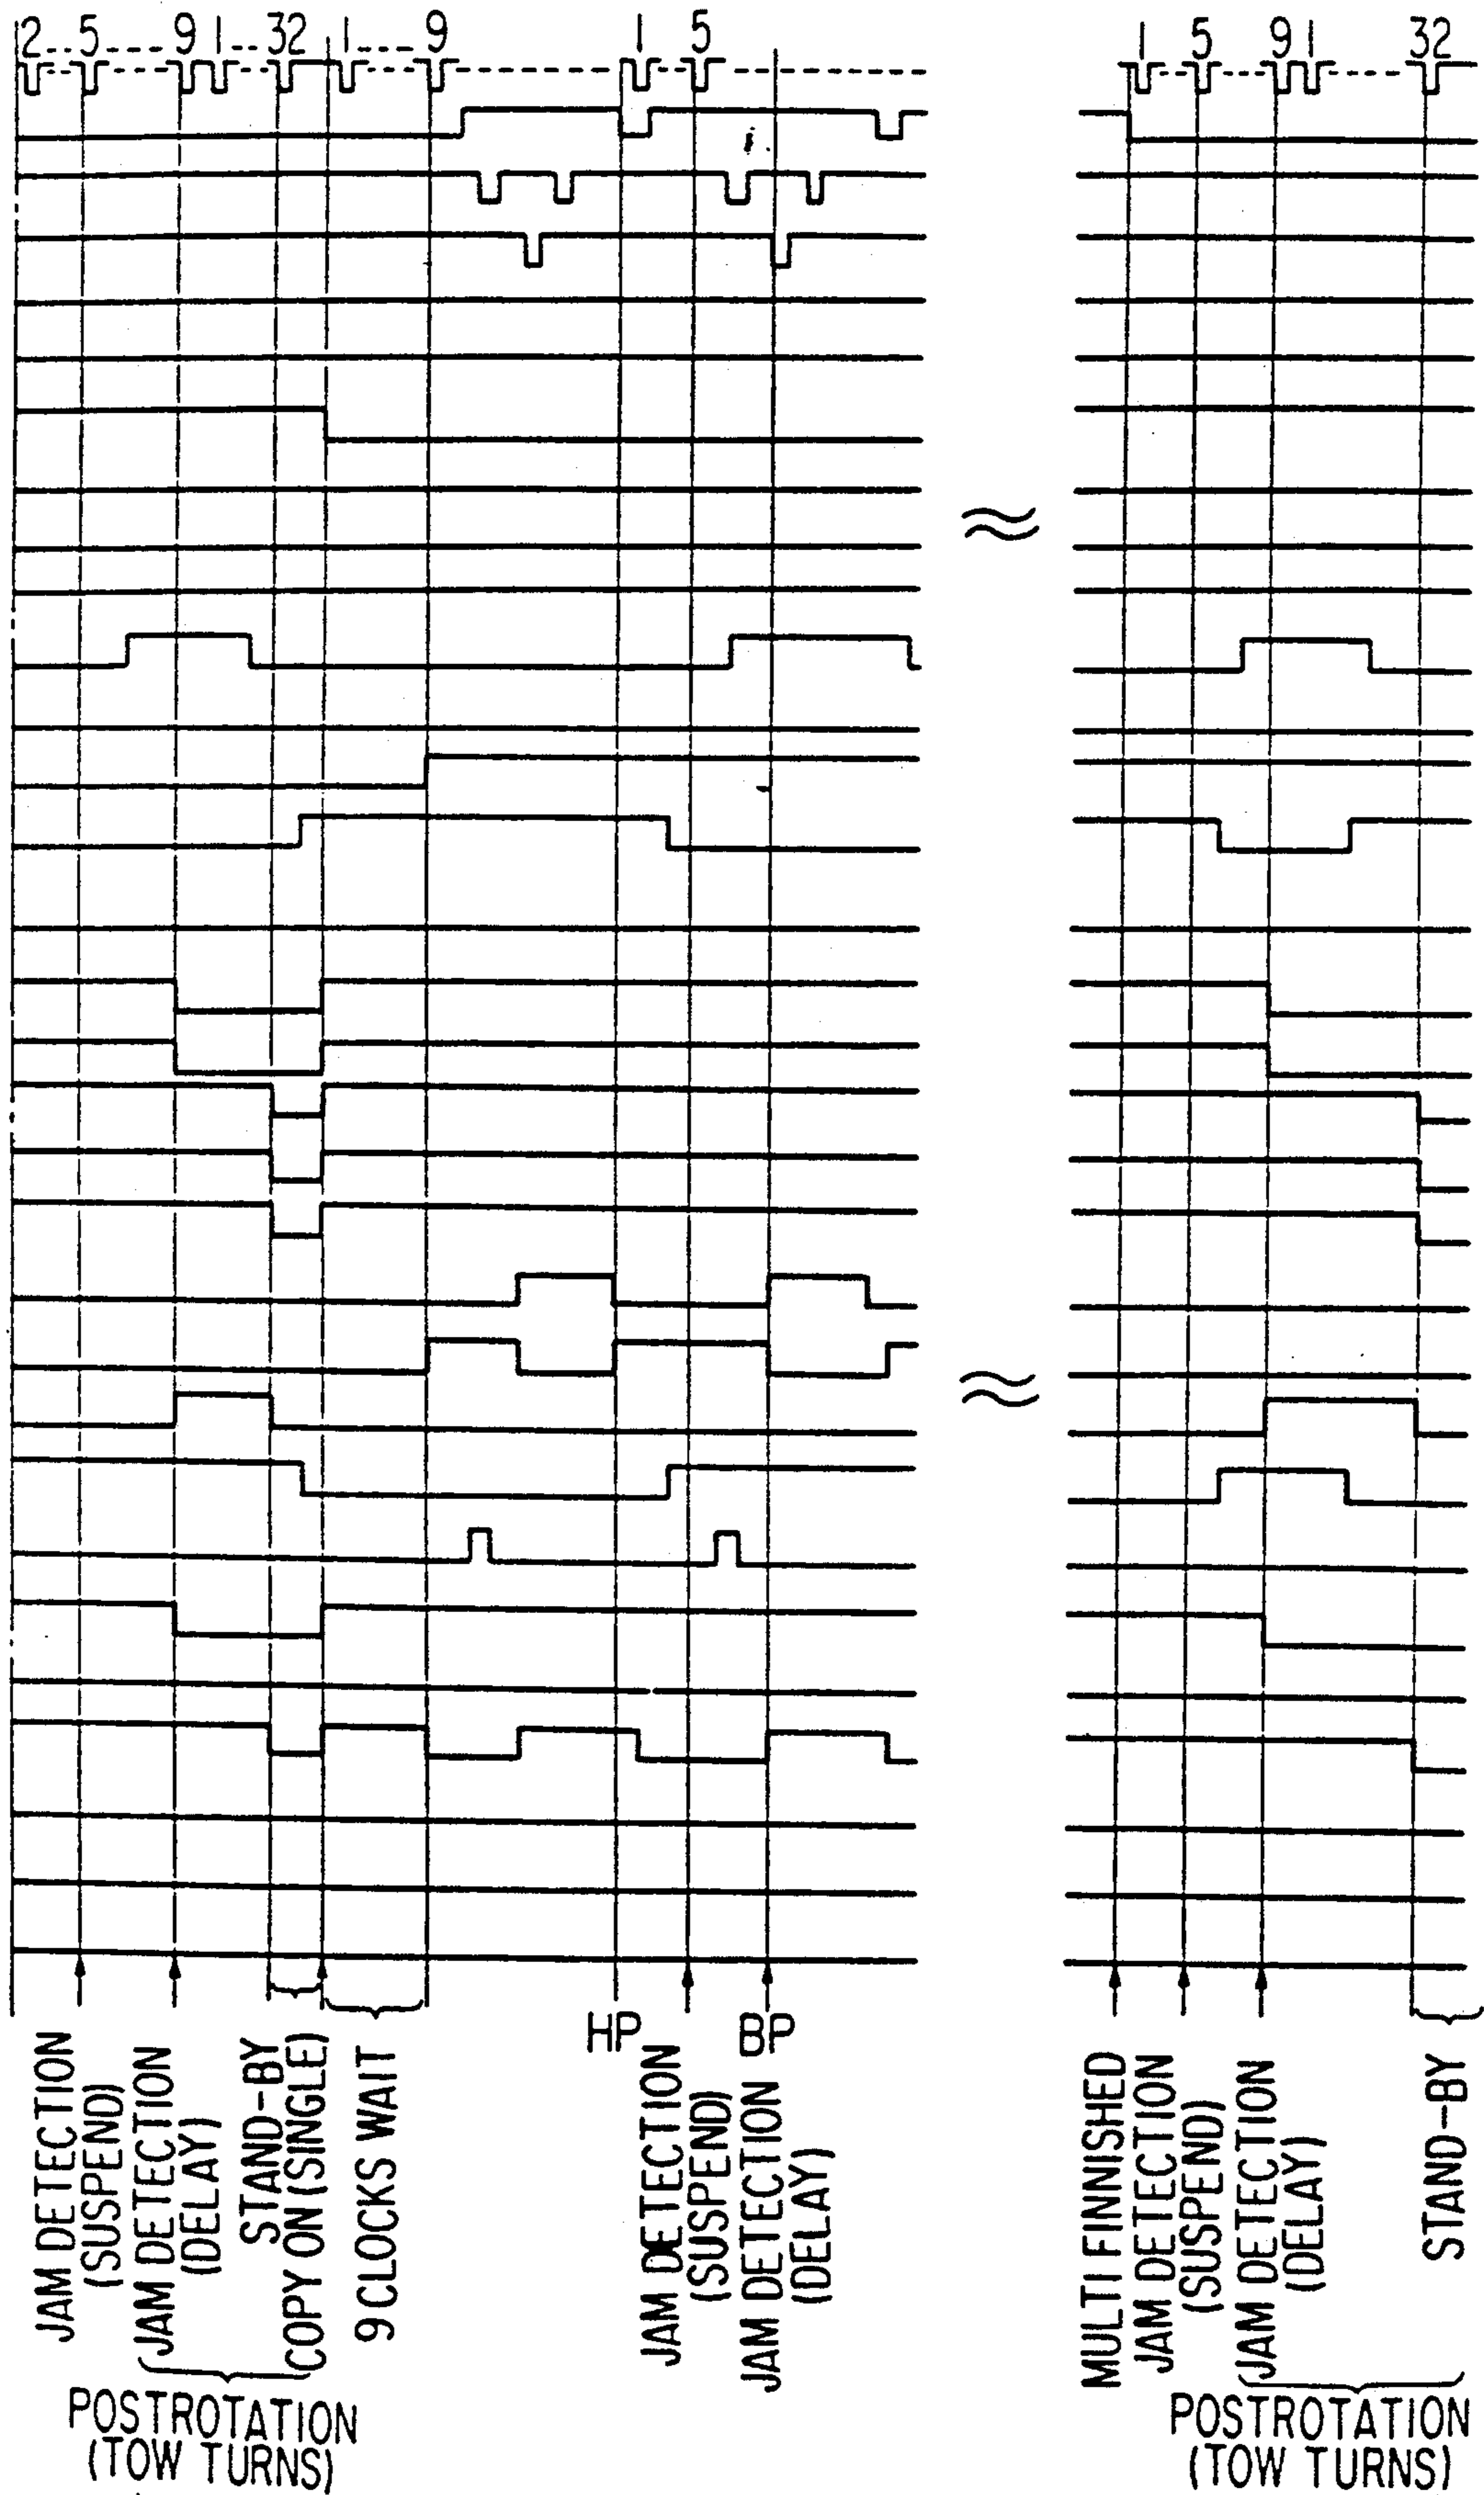 2 5 9 1 32 1 9 1 5 1 5 9 1 32
HP
BP
JAM DETECTION
(SUSPEND)
JAM DETECTION
(DELAY)
STAND-BY
COPY ON (SINGLE)
9 CLOCKS WAIT
JAM DETECTION
(SUSPEND)
JAM DETECTION
(DELAY)
MULTI FINNISHED
JAM DETECTION
(SUSPEND)
JAM DETECTION
(DELAY)
STAND-BY
POSTROTATION
(TOW TURNS)
POSTROTATION
(TOW TURNS)